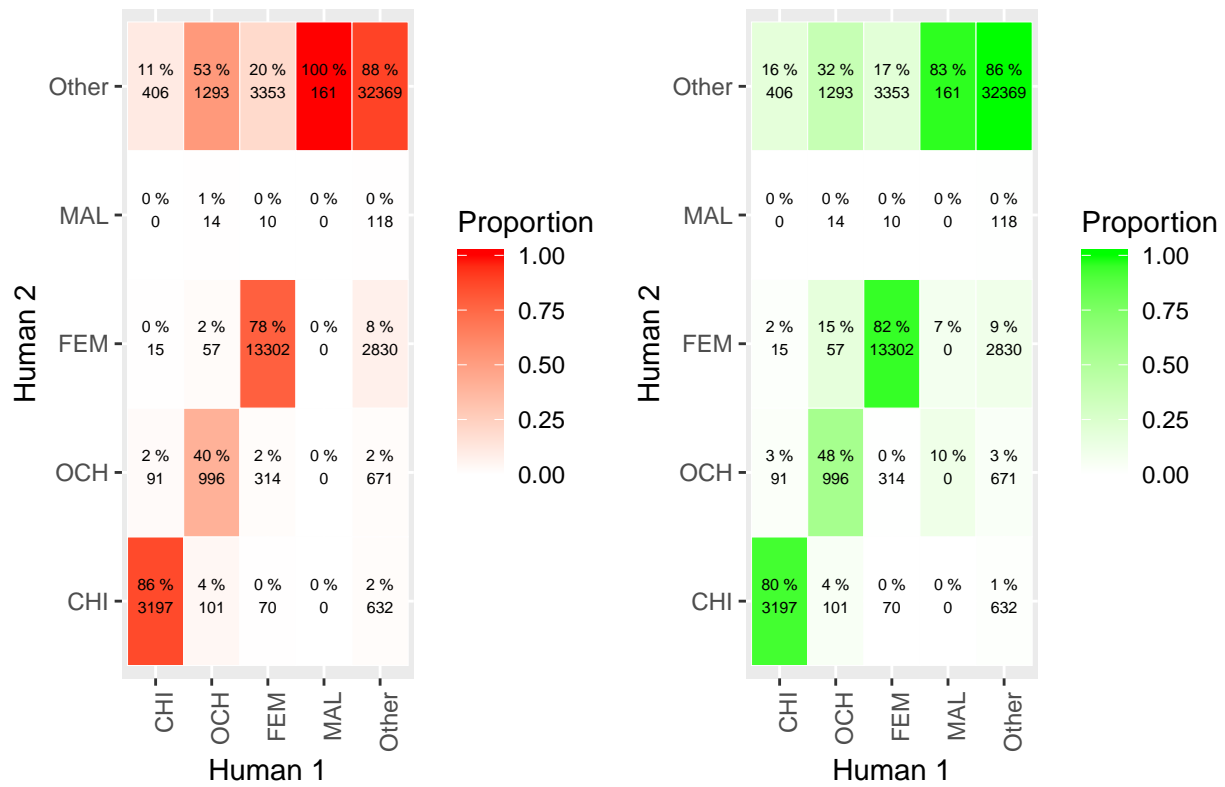 Human 2
Other
11 % 53 % 20 % 100 % 88 %
406 1293 3353 161 32369
MAL
0 % 1 % 0 % 0 % 0 %
0 14 10 0 118
FEM
0 % 2 % 78 % 0 % 8 %
15 57 13302 0 2830
OCH
2 % 40 % 2 % 0 % 2 %
91 996 314 0 671
CHI
86 % 4 % 0 % 0 % 2 %
3197 101 70 0 632
CHI OCH FEM MAL Other
Human 1
Proportion
1.00
0.75
0.50
0.25
0.00
Human 2
Other
16 % 32 % 17 % 83 % 86 %
406 1293 3353 161 32369
MAL
0 % 0 % 0 % 0 % 0 %
0 14 10 0 118
FEM
2 % 15 % 82 % 7 % 9 %
15 57 13302 0 2830
OCH
3 % 48 % 0 % 10 % 3 %
91 996 314 0 671
CHI
80 % 4 % 0 % 0 % 1 %
3197 101 70 0 632
CHI OCH FEM MAL Other
Human 1
Proportion
1.00
0.75
0.50
0.25
0.00